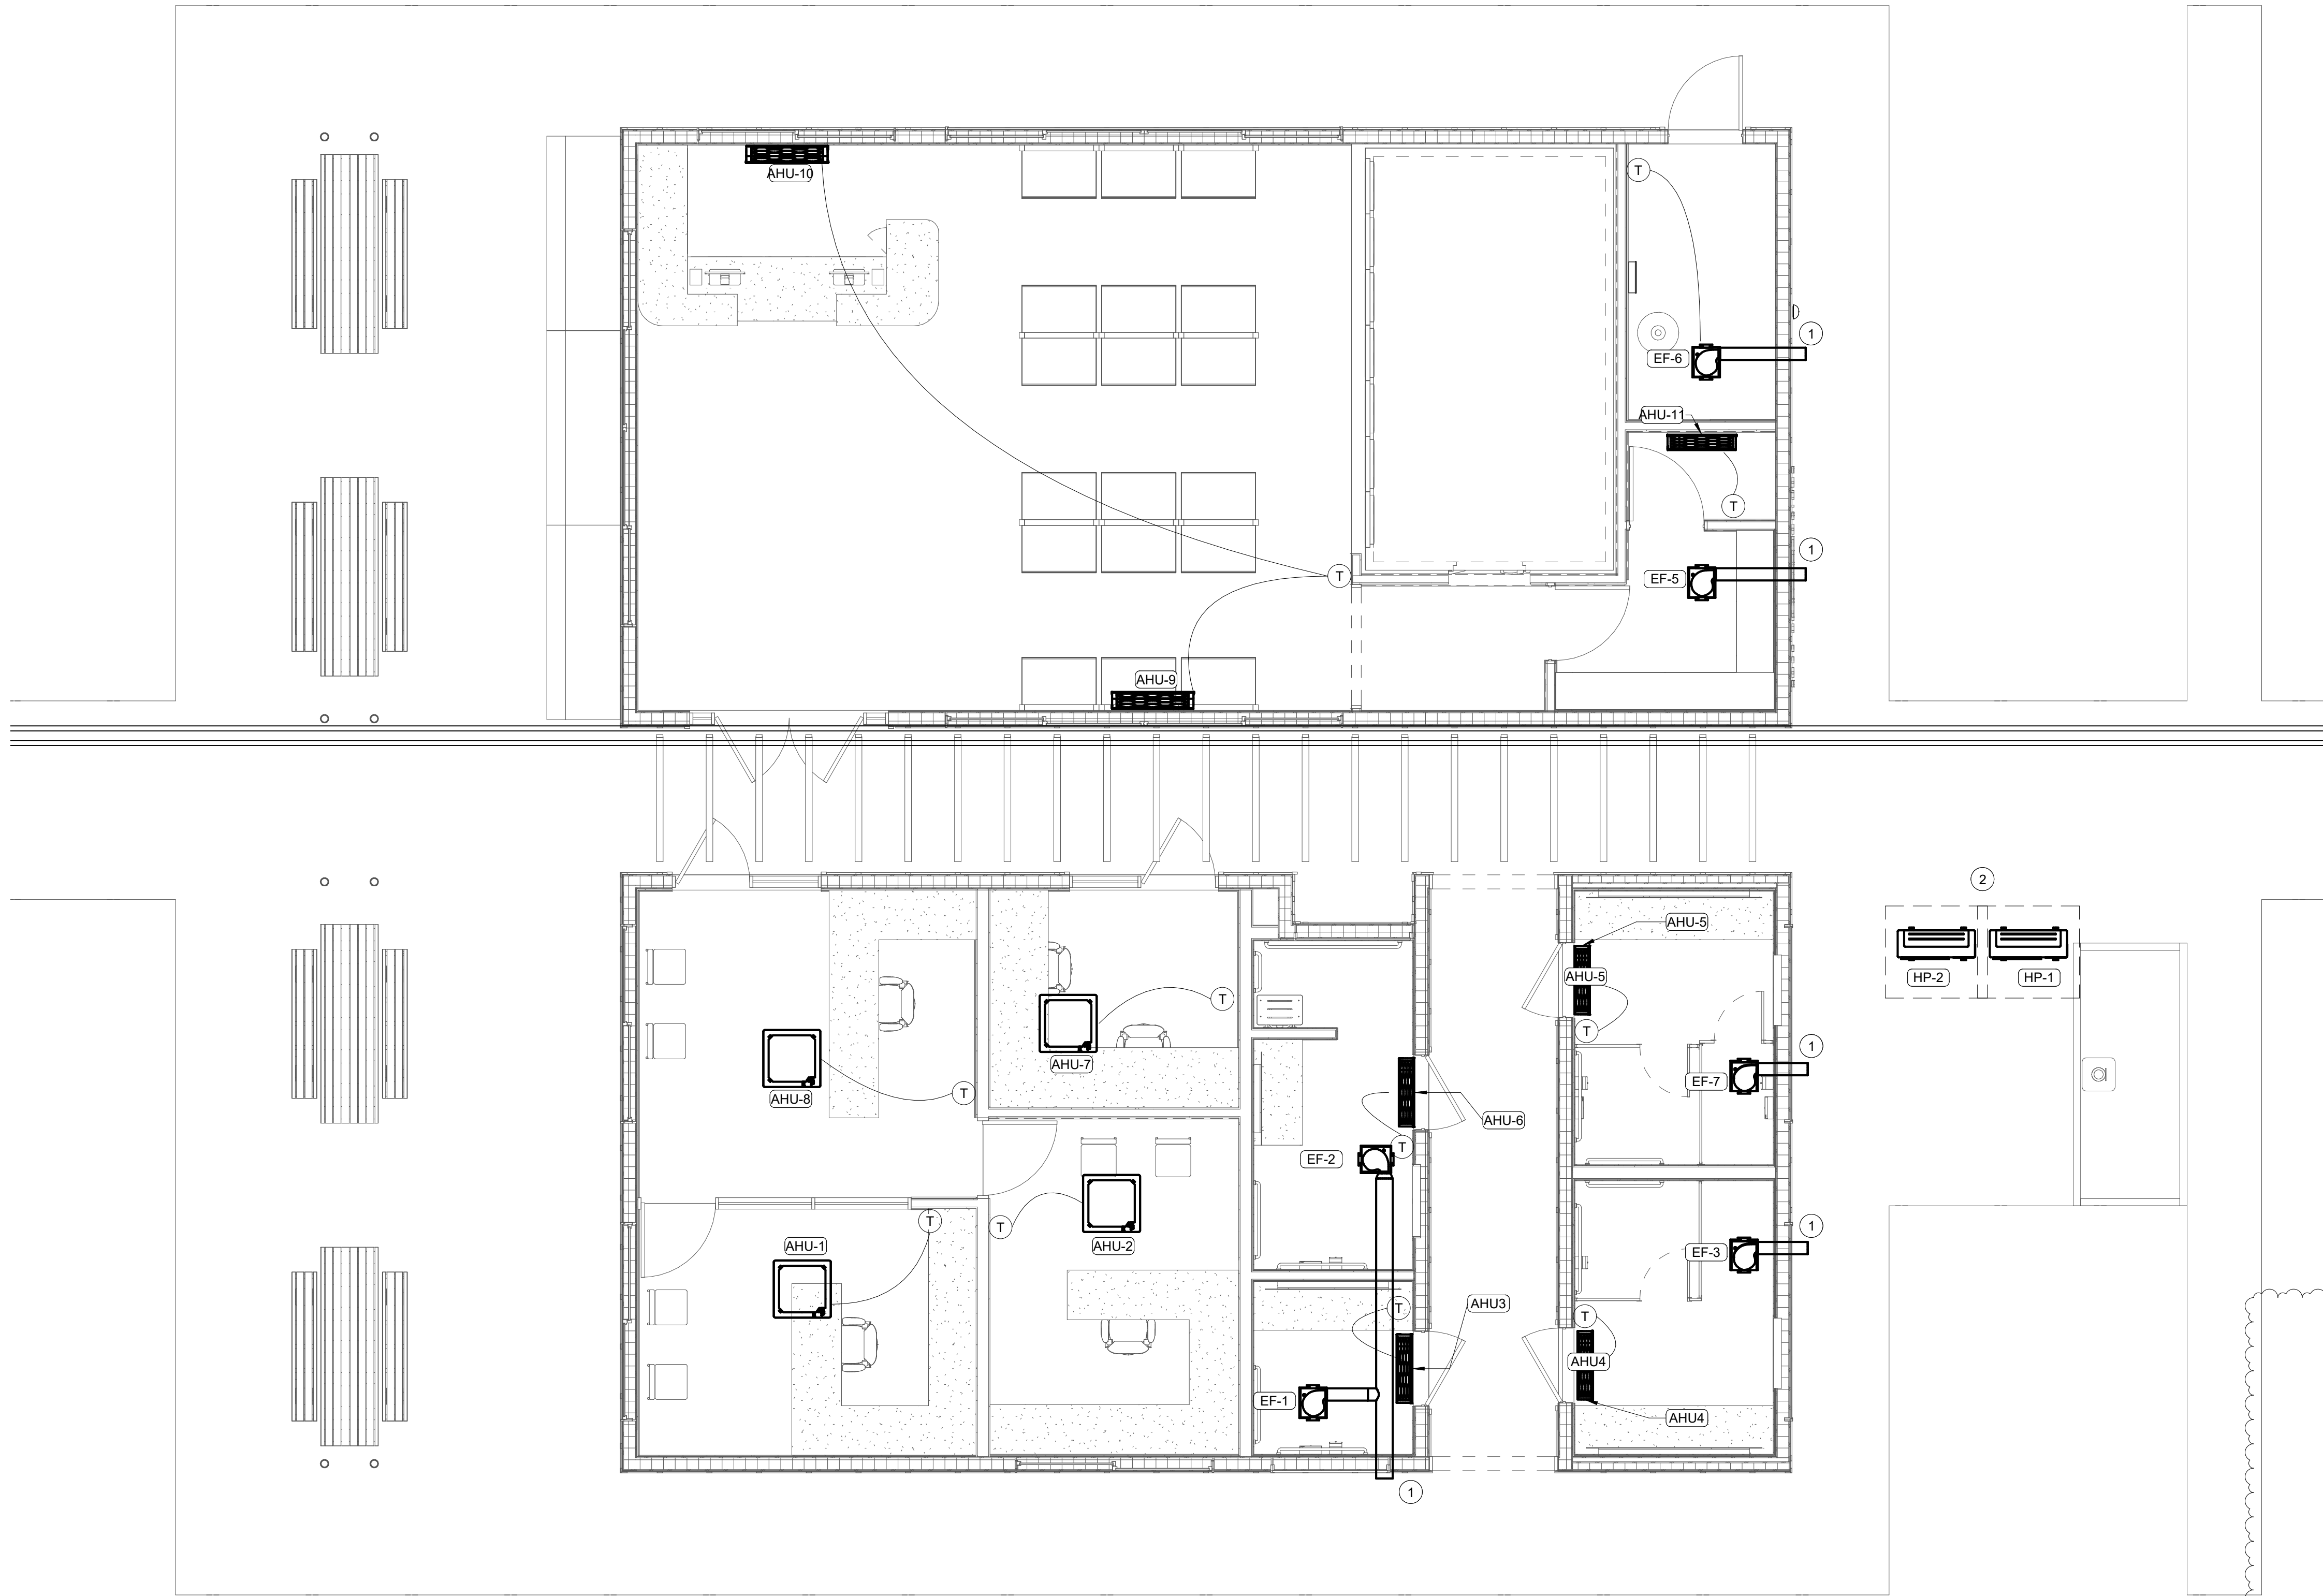 AHU-10
T
1
EF-6
AHU-11
T
1
T
EF-5
AHU-9
2
AHU-5
AHU-5
HP-2
HP-1
T
T
AHU-7
1
EF-7
AHU-8
T
AHU-6
T
EF-2
T
T
1
AHU-1
AHU-2
EF-3
T
AHU3
T
AHU4
EF-1
AHU4
1